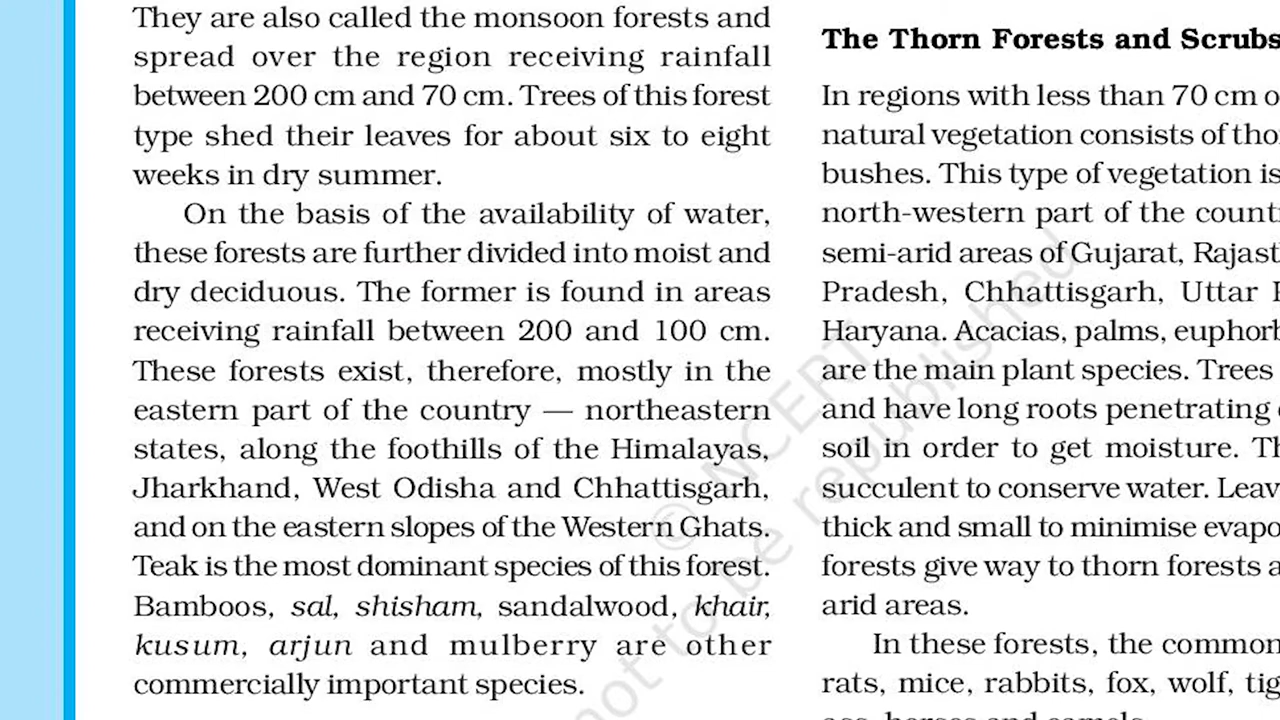 They are also called the monsoon forests and
spread over the region receiving rainfall
between 200 cm and 70 cm. Trees of this forest
type shed their leaves for about six to eight
weeks in dry summer.
On the basis of the availability of water,
these forests are further divided into moist and
dry deciduous. The former is found in areas
receiving rainfall between 200 and 100 cm.
These forests exist, therefore, mostly in the
eastern part of the country — northeastern
states, along the foothills of the Himalayas,
Jharkhand, West Odisha and Chhattisgarh,
and on the eastern slopes of the Western Ghats.
Teak is the most dominant species of this forest.
Bamboos, sal, shisham, sandalwood, khair,
kusum, arjun and mulberry are other
commercially important species.
The Thorn Forests and Scrubs
In regions with less than 70 cm
natural vegetation consists of
bushes. This type of vegetation is
north-western part of the
semi-arid areas of Gujarat,
Pradesh, Chhattisgarh, Uttar
Haryana. Acacias, palms,
are the main plant species. Trees
and have long roots penetrating
soil in order to get moisture.
succulent to conserve water.
thick and small to minimise
forests give way to thorn forests
arid areas.
In these forests, the common
rats, mice, rabbits, fox, wolf,
© NCERT
not to be republished